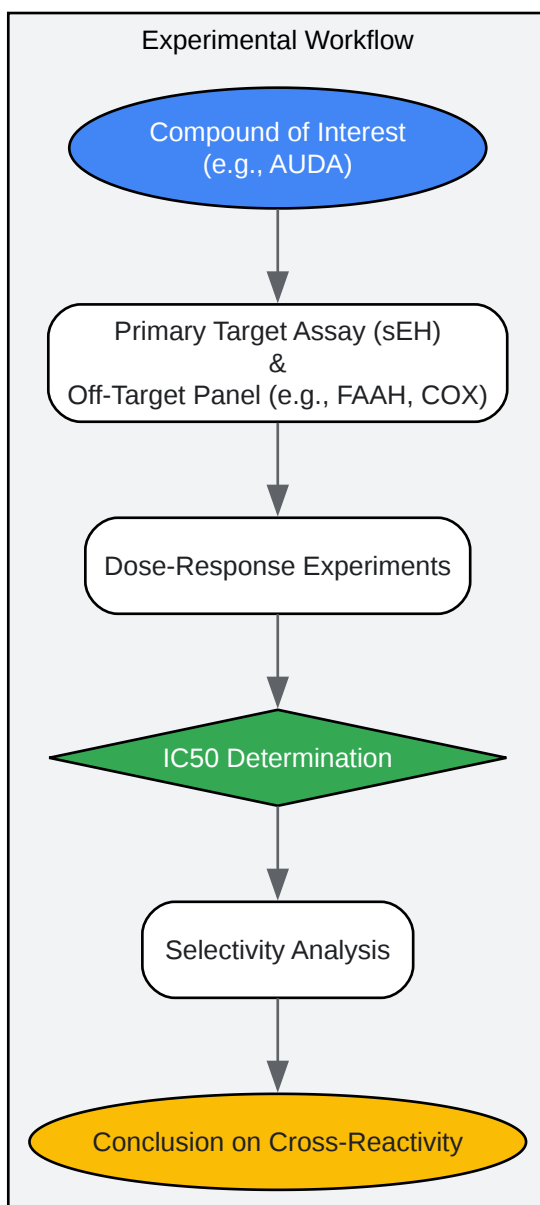 Experimental Workflow
Compound of Interest
(e.g., AUDA)
Primary Target Assay (sEH)
&
Off-Target Panel (e.g., FAAH, COX)
Dose-Response Experiments
IC50 Determination
Selectivity Analysis
Conclusion on Cross-Reactivity